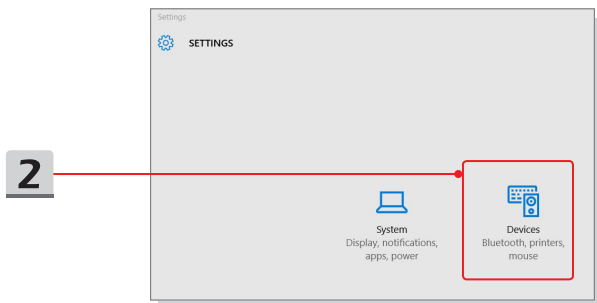 Settings
SETTINGS
2
System
Display, notifications,
apps, power
Devices
Bluetooth, printers,
mouse